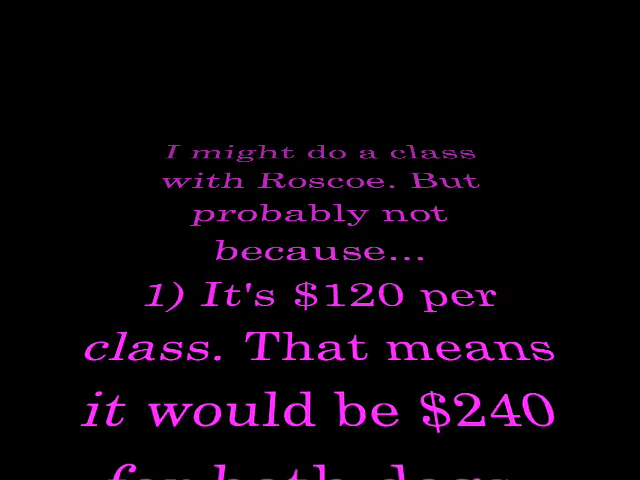 I might do a class
with Roscoe. But
probably not
because...
1) It's $120 per
class. That means
it would be $240
for both dogs.